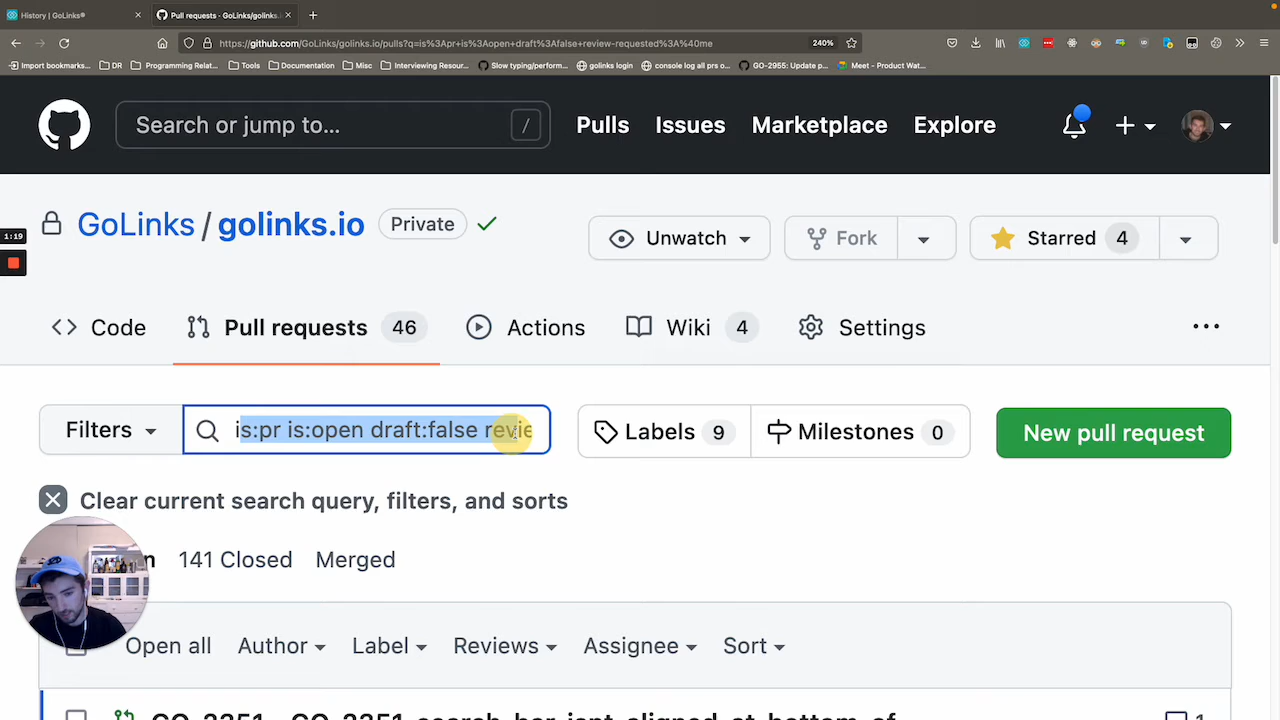 History | GoLinks®
Pull requests · GoLinks/golinks.i
https://github.com/GoLinks/golinks.io/pulls?q=is%3Apr+is%3Aopen+draft%3Afalse+review-requested%3A%40me
240%
Import bookmarks...
DR
Programming Relat...
Tools
Documentation
Misc
Interviewing Resour...
Slow typing/perform...
golinks login
console log all prs o...
GO-2955: Update p...
Meet - Product Wat...
Search or jump to...
/
Pulls
Issues
Marketplace
Explore
GoLinks / golinks.io
Private
1:19
Unwatch
Fork
Starred 4
Code
Pull requests 46
Actions
Wiki 4
Settings
Filters
is:pr is:open draft:false revie
Labels 9
Milestones 0
New pull request
Clear current search query, filters, and sorts
141 Closed
Merged
Open all
Author
Label
Reviews
Assignee
Sort
1